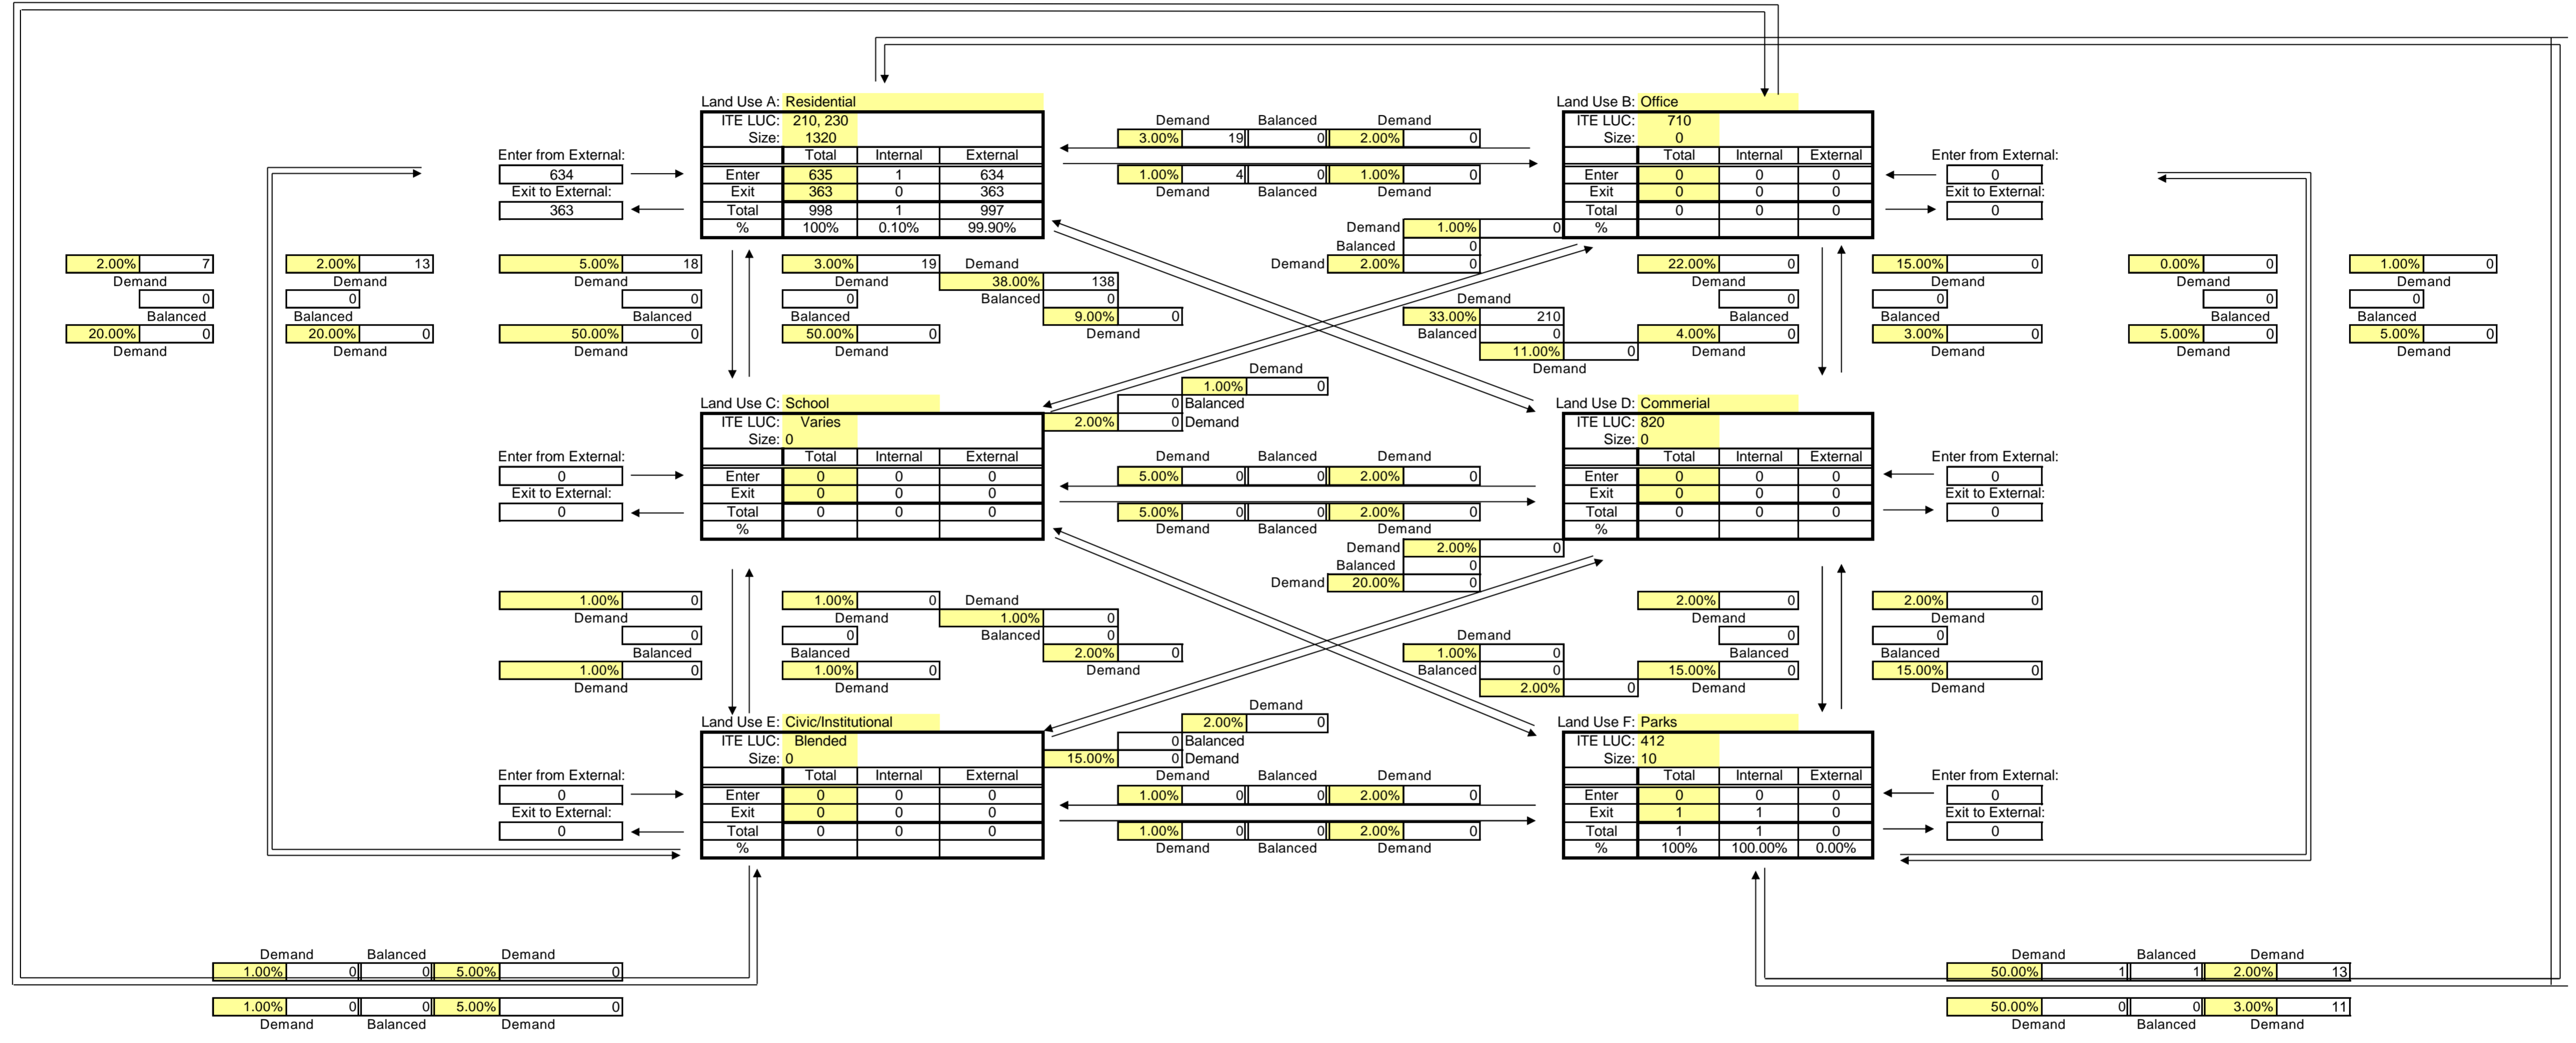 Land Use A: Residential
Land Use B: Office
ITE LUC: 210, 230
Demand Balanced Demand
ITE LUC: 710
Size: 1320
3.00% 19 0 2.00% 0
Size: 0
Enter from External:
Total Internal External
Total Internal External
Enter from External:
634
Enter 635 1 634
1.00% 4 0 1.00% 0
Enter 0 0 0
0
Exit to External:
Exit 363 0 363
Demand Balanced Demand
Exit 0 0 0
Exit to External:
363
Total 998 1 997
Total 0 0 0
0
% 100% 0.10% 99.90%
Demand 1.00% 0
%
Balanced 0
Demand 2.00% 0
2.00% 7
2.00% 13
5.00% 18
3.00% 19
Demand
22.00% 0
15.00% 0
0.00% 0
1.00% 0
Demand
Demand
Demand
Demand
38.00% 138
Demand
Demand
Demand
Demand
0
0
0
0
Balanced 0
Demand
0
0
0
0
Balanced
Balanced
Balanced
Balanced
9.00% 0
33.00% 210
Balanced
Balanced
Balanced
Balanced
20.00% 0
20.00% 0
50.00% 0
50.00% 0
Demand
Balanced 0
4.00% 0
3.00% 0
5.00% 0
5.00% 0
Demand
Demand
Demand
Demand
11.00% 0
Demand
Demand
Demand
Demand
Demand
Demand
1.00% 0
Land Use C: School
0 Balanced
Land Use D: Commerial
ITE LUC: Varies
2.00% 0 Demand
ITE LUC: 820
Size: 0
Size: 0
Enter from External:
Total Internal External
Demand Balanced Demand
Total Internal External
Enter from External:
0
Enter 0 0 0
5.00% 0 0 2.00% 0
Enter 0 0 0
0
Exit to External:
Exit 0 0 0
Exit 0 0 0
Exit to External:
0
Total 0 0 0
5.00% 0 0 2.00% 0
Total 0 0 0
0
%
Demand Balanced Demand
%
Demand 2.00% 0
Balanced 0
Demand 20.00% 0
1.00% 0
1.00% 0
Demand
2.00% 0
2.00% 0
Demand
Demand
1.00% 0
Demand
Demand
0
0
Balanced 0
Demand
0
0
Balanced
Balanced
2.00% 0
1.00% 0
Balanced
Balanced
1.00% 0
1.00% 0
Demand
Balanced 0
15.00% 0
15.00% 0
Demand
Demand
2.00% 0
Demand
Demand
Demand
Land Use E: Civic/Institutional
2.00% 0
Land Use F: Parks
ITE LUC: Blended
0 Balanced
ITE LUC: 412
Size: 0
15.00% 0 Demand
Size: 10
Enter from External:
Total Internal External
Demand Balanced Demand
Total Internal External
Enter from External:
0
Enter 0 0 0
1.00% 0 0 2.00% 0
Enter 0 0 0
0
Exit to External:
Exit 0 0 0
Exit 1 1 0
Exit to External:
0
Total 0 0 0
1.00% 0 0 2.00% 0
Total 1 1 0
0
%
Demand Balanced Demand
% 100% 100.00% 0.00%
Demand Balanced Demand
Demand Balanced Demand
1.00% 0 0 5.00% 0
50.00% 1 1 2.00% 13
1.00% 0 0 5.00% 0
50.00% 0 0 3.00% 11
Demand Balanced Demand
Demand Balanced Demand